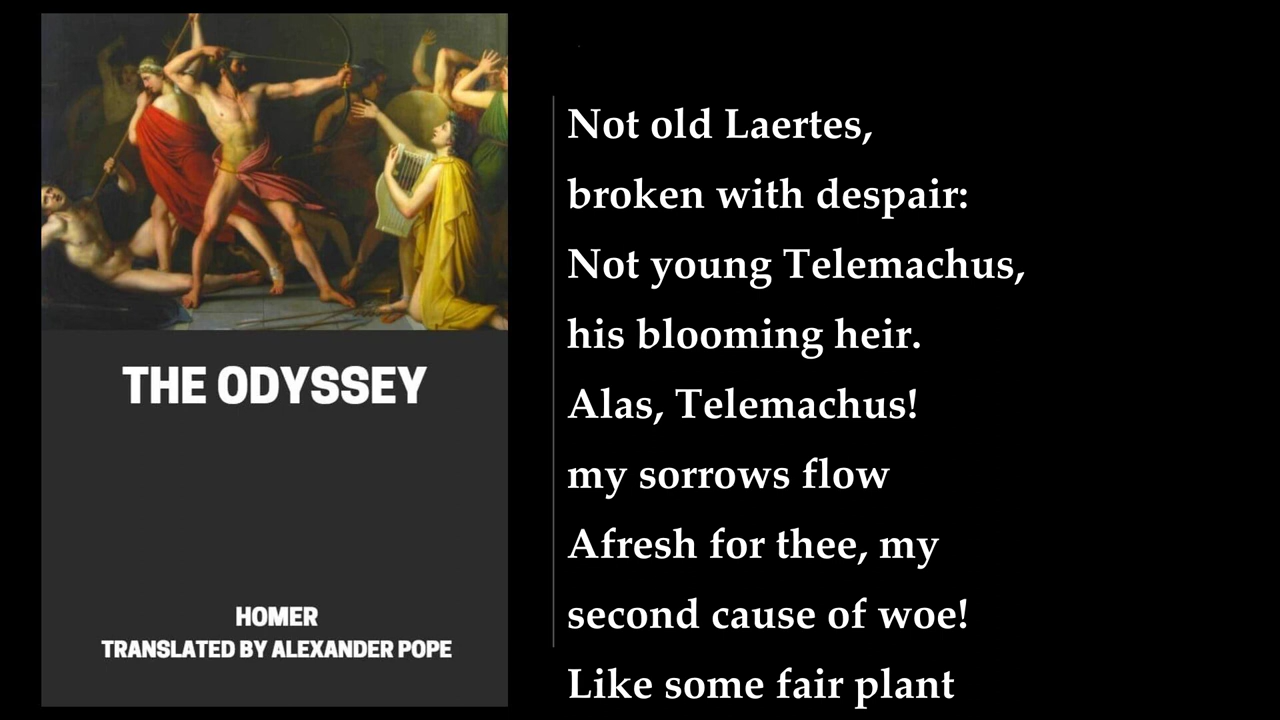 THE ODYSSEY
HOMER
TRANSLATED BY ALEXANDER POPE
Not old Laertes,
broken with despair:
Not young Telemachus,
his blooming heir.
Alas, Telemachus!
my sorrows flow
Afresh for thee, my
second cause of woe!
Like some fair plant